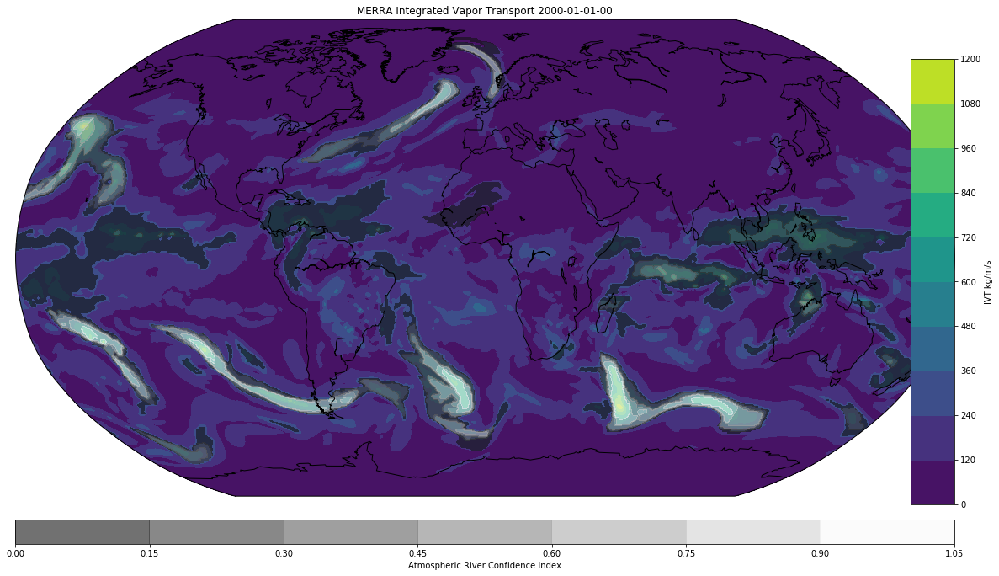 MERRA Integrated Vapor Transport 2000-01-01-00
1200
1080
960
840
720
600
480
360
240
120
0
IVT kg/m/s
0.00 0.15 0.30 0.45 0.60 0.75 0.90 1.05
Atmospheric River Confidence Index